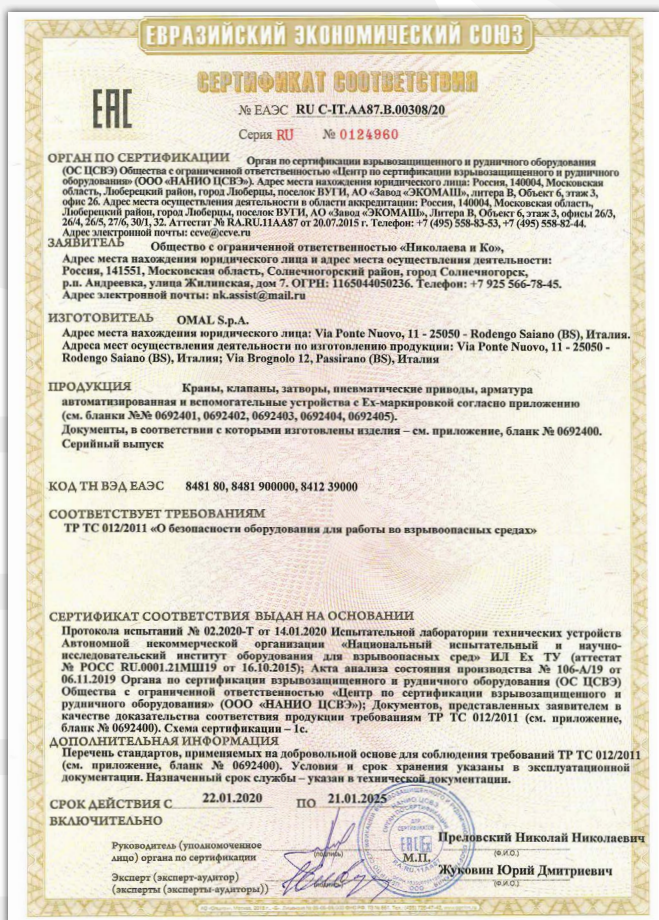 ЕВРАЗИЙСКИЙ ЭКОНОМИЧЕСКИЙ СОЮЗ
СЕРТИФИКАТ СООТВЕТСТВИЯ
EAC
№ ЕАЭС RU С-IT.АА87.В.00308/20
Серия RU № 0124960
ОРГАН ПО СЕРТИФИКАЦИИ Орган по сертификации взрывозащищенного и рудничного оборудования
(ОС ЦСВЭ) Общества с ограниченной ответственностью «Центр по сертификации взрывозащищенного и рудничного
оборудования» (ООО «НАНИО ЦСВЭ»). Адрес места нахождения юридического лица: Россия, 140004, Московская
область, Люберецкий район, город Люберцы, поселок ВУГИ, АО «Завод «ЭКОМАШ», литера В, Объект 6, этаж 3,
офис 26. Адрес места осуществления деятельности в области аккредитации: Россия, 140004, Московская область,
Люберецкий район, город Люберцы, поселок ВУГИ, АО «Завод «ЭКОМАШ», Литера В, Объект 6, этаж 3, офисы 26/3,
26/4, 26/5, 27/6, 30/1, 32. Аттестат № RA.RU.11АА87 от 20.07.2015 г. Телефон: +7 (495) 558-83-53, +7 (495) 558-82-44.
Адрес электронной почты: ccve@ccve.ru
ЗАЯВИТЕЛЬ Общество с ограниченной ответственностью «Николаева и Ко»,
Адрес места нахождения юридического лица и адрес места осуществления деятельности:
Россия, 141551, Московская область, Солнечногорский район, город Солнечногорск,
р.п. Андреевка, улица Жилинская, дом 7. ОГРН: 1165044050236. Телефон: +7 925 566-78-45.
Адрес электронной почты: nk.assist@mail.ru
ИЗГОТОВИТЕЛЬ OMAL S.p.A.
Адрес места нахождения юридического лица: Via Ponte Nuovo, 11 - 25050 - Rodengo Saiano (BS), Италия.
Адреса мест осуществления деятельности по изготовлению продукции: Via Ponte Nuovo, 11 - 25050 -
Rodengo Saiano (BS), Италия; Via Brognolo 12, Passirano (BS), Италия
ПРОДУКЦИЯ Краны, клапаны, затворы, пневматические приводы, арматура
автоматизированная и вспомогательные устройства с Ex-маркировкой согласно приложению
(см. бланки №№ 0692401, 0692402, 0692403, 0692404, 0692405).
Документы, в соответствии с которыми изготовлены изделия – см. приложение, бланк № 0692400.
Серийный выпуск
КОД ТН ВЭД ЕАЭС 8481 80, 8481 900000, 8412 39000
СООТВЕТСТВУЕТ ТРЕБОВАНИЯМ
ТР ТС 012/2011 «О безопасности оборудования для работы во взрывоопасных средах»
СЕРТИФИКАТ СООТВЕТСТВИЯ ВЫДАН НА ОСНОВАНИИ
Протокола испытаний № 02.2020-Т от 14.01.2020 Испытательной лаборатории технических устройств
Автономной некоммерческой организации «Национальный испытательный и научно-
исследовательский институт оборудования для взрывоопасных сред» ИЛ Ex ТУ (аттестат
№ РОСС RU.0001.21МШ19 от 16.10.2015); Акта анализа состояния производства № 106-А/19 от
06.11.2019 Органа по сертификации взрывозащищенного и рудничного оборудования (ОС ЦСВЭ)
Общества с ограниченной ответственностью «Центр по сертификации взрывозащищенного и
рудничного оборудования» (ООО «НАНИО ЦСВЭ»); Документов, представленных заявителем в
качестве доказательства соответствия продукции требованиям ТР ТС 012/2011 (см. приложение,
бланк № 0692400). Схема сертификации – 1с.
ДОПОЛНИТЕЛЬНАЯ ИНФОРМАЦИЯ
Перечень стандартов, применяемых на добровольной основе для соблюдения требований ТР ТС 012/2011
(см. приложение, бланк № 0692400). Условия и срок хранения указаны в эксплуатационной
документации. Назначенный срок службы – указан в технической документации.
СРОК ДЕЙСТВИЯ С 22.01.2020 ПО 21.01.2025
ВКЛЮЧИТЕЛЬНО
Руководитель (уполномоченное
лицо) органа по сертификации
(подпись)
М.П.
Преловский Николай Николаевич
(Ф.И.О.)
Эксперт (эксперт-аудитор)
(эксперты (эксперты-аудиторы))
Жуковин Юрий Дмитриевич
(Ф.И.О.)
ДЛЯ
СЕРТИФИКАТОВ